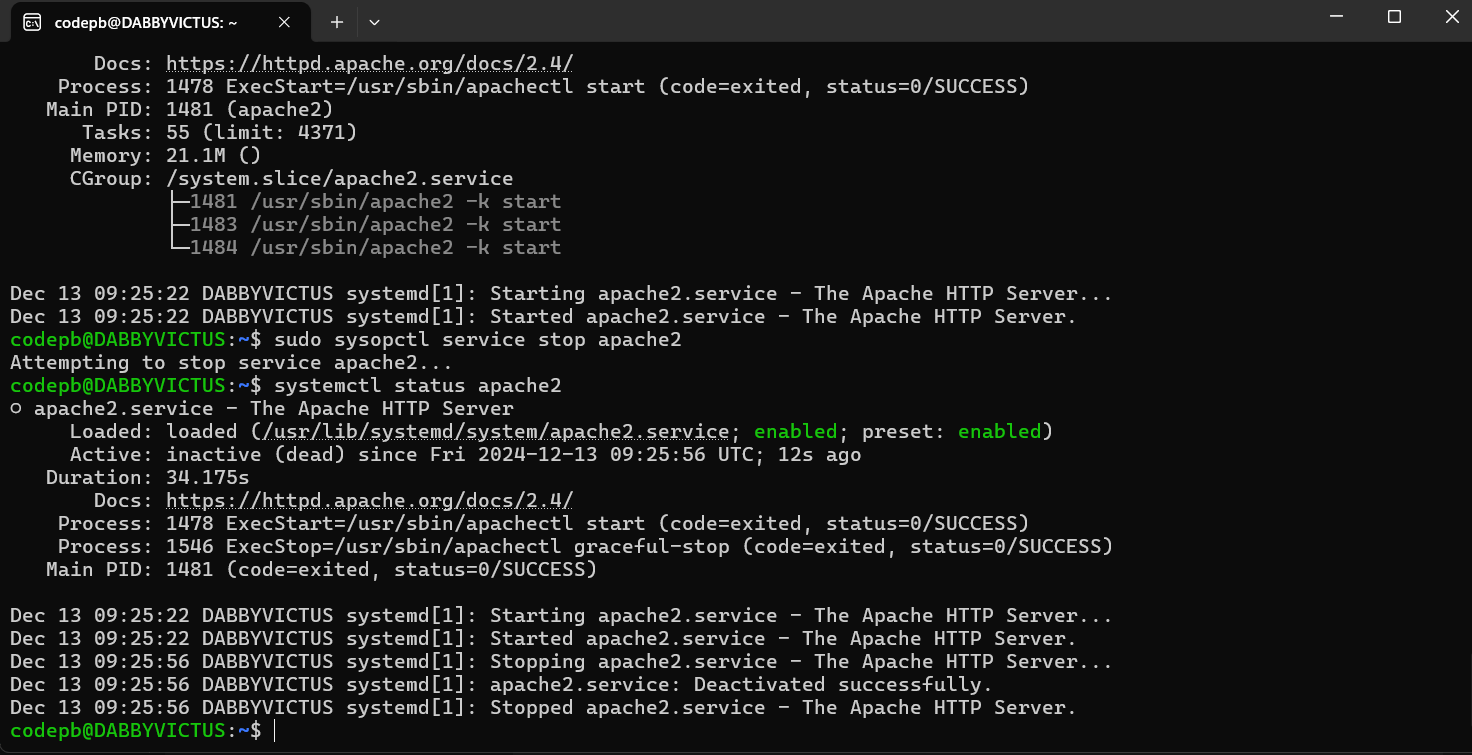 codepb@DABBYVICTUS: ~
Docs: https://httpd.apache.org/docs/2.4/
Process: 1478 ExecStart=/usr/sbin/apachectl start (code=exited, status=0/SUCCESS)
Main PID: 1481 (apache2)
Tasks: 55 (limit: 4371)
Memory: 21.1M ()
CGroup: /system.slice/apache2.service
├─1481 /usr/sbin/apache2 -k start
├─1483 /usr/sbin/apache2 -k start
└─1484 /usr/sbin/apache2 -k start
Dec 13 09:25:22 DABBYVICTUS systemd[1]: Starting apache2.service - The Apache HTTP Server...
Dec 13 09:25:22 DABBYVICTUS systemd[1]: Started apache2.service - The Apache HTTP Server.
codepb@DABBYVICTUS:~$ sudo sysopctl service stop apache2
Attempting to stop service apache2...
codepb@DABBYVICTUS:~$ systemctl status apache2
○ apache2.service - The Apache HTTP Server
Loaded: loaded (/usr/lib/systemd/system/apache2.service; enabled; preset: enabled)
Active: inactive (dead) since Fri 2024-12-13 09:25:56 UTC; 12s ago
Duration: 34.175s
Docs: https://httpd.apache.org/docs/2.4/
Process: 1478 ExecStart=/usr/sbin/apachectl start (code=exited, status=0/SUCCESS)
Process: 1546 ExecStop=/usr/sbin/apachectl graceful-stop (code=exited, status=0/SUCCESS)
Main PID: 1481 (code=exited, status=0/SUCCESS)
Dec 13 09:25:22 DABBYVICTUS systemd[1]: Starting apache2.service - The Apache HTTP Server...
Dec 13 09:25:22 DABBYVICTUS systemd[1]: Started apache2.service - The Apache HTTP Server.
Dec 13 09:25:56 DABBYVICTUS systemd[1]: Stopping apache2.service - The Apache HTTP Server...
Dec 13 09:25:56 DABBYVICTUS systemd[1]: apache2.service: Deactivated successfully.
Dec 13 09:25:56 DABBYVICTUS systemd[1]: Stopped apache2.service - The Apache HTTP Server.
codepb@DABBYVICTUS:~$